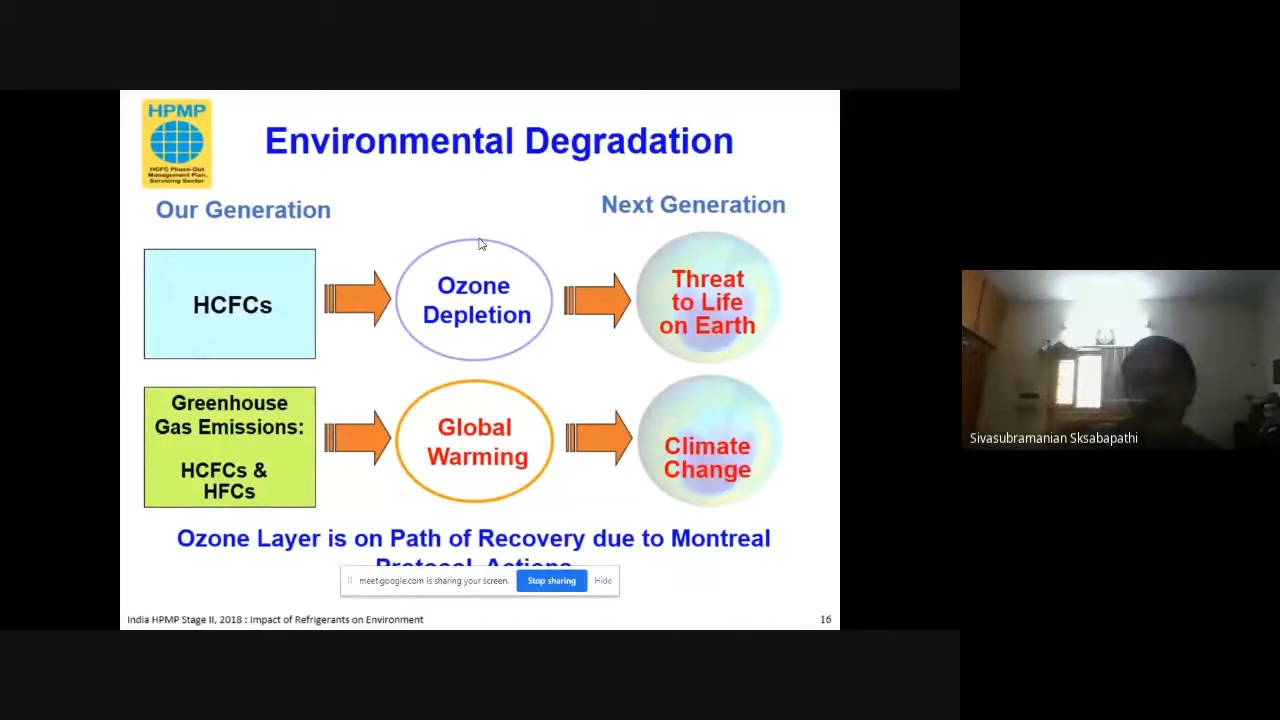 HPMP
HCFC Phase-Out
Management Plan,
Servicing Sector
Environmental Degradation
Our Generation
Next Generation
HCFCs
Ozone
Depletion
Threat
to Life
on Earth
Greenhouse
Gas Emissions:
HCFCs &
HFCs
Global
Warming
Climate
Change
Ozone Layer is on Path of Recovery due to Montreal
Protocol Actions
meet.google.com is sharing your screen.
Stop sharing
Hide
India HPMP Stage II, 2018 : Impact of Refrigerants on Environment
16
Sivasubramanian Sksabapathi